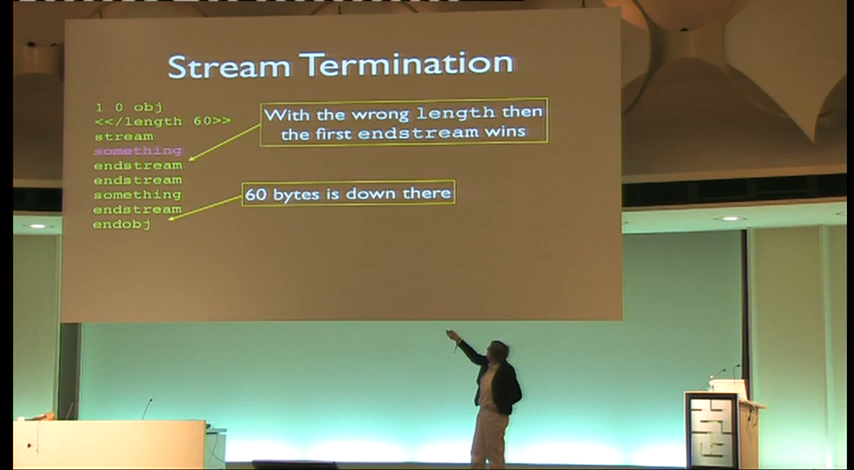 Stream Termination
1 0 obj
<</length 60>>
stream
something
endstream
endstream
something
endstream
endobj
With the wrong length then
the first endstream wins
60 bytes is down there